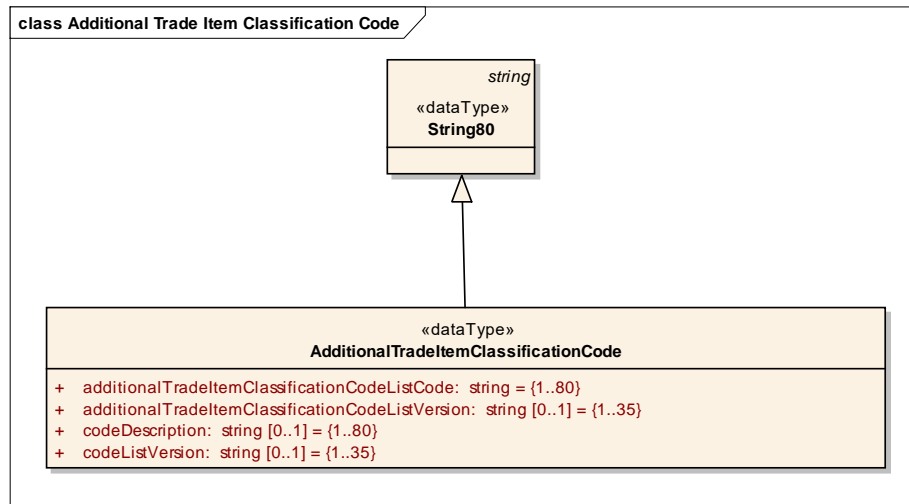 class Additional Trade Item Classification Code
string
«dataType»
String80
«dataType»
AdditionalTradeItemClassificationCode
+ additionalTradeItemClassificationCodeListCode: string = {1..80}
+ additionalTradeItemClassificationCodeListVersion: string [0..1] = {1..35}
+ codeDescription: string [0..1] = {1..80}
+ codeListVersion: string [0..1] = {1..35}